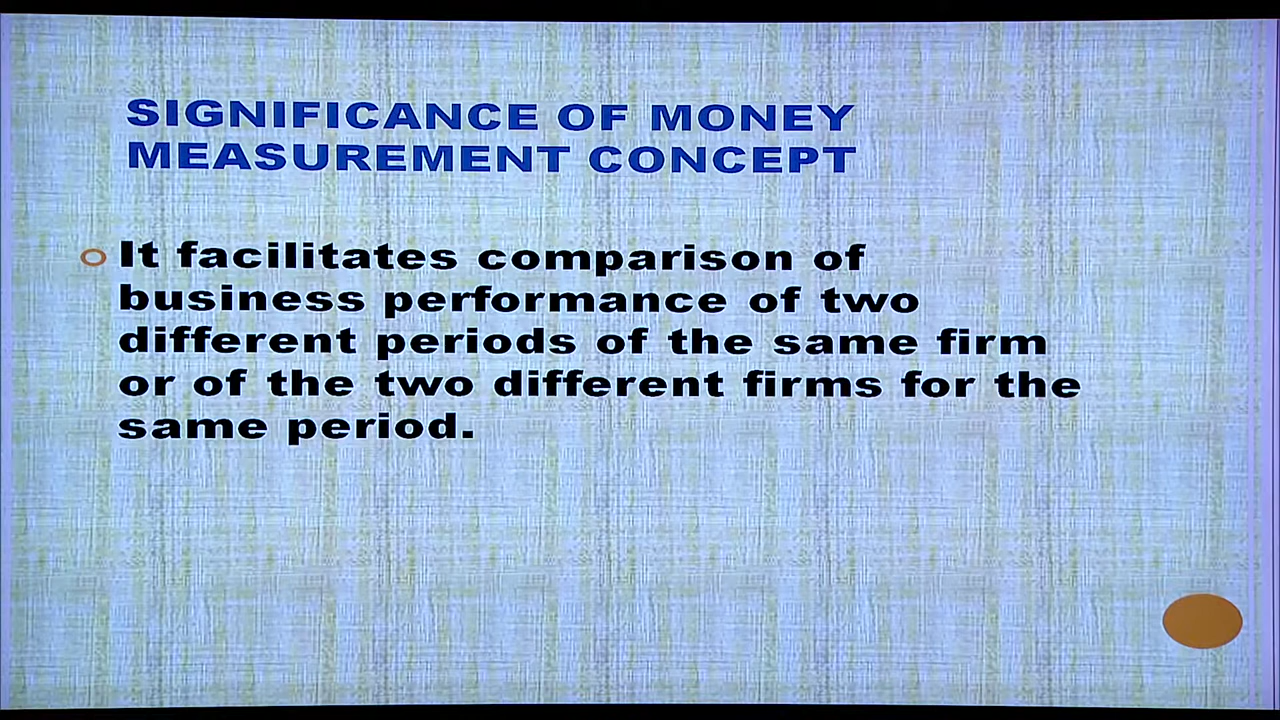 SIGNIFICANCE OF MONEY
MEASUREMENT CONCEPT
It facilitates comparison of
business performance of two
different periods of the same firm
or of the two different firms for the
same period.